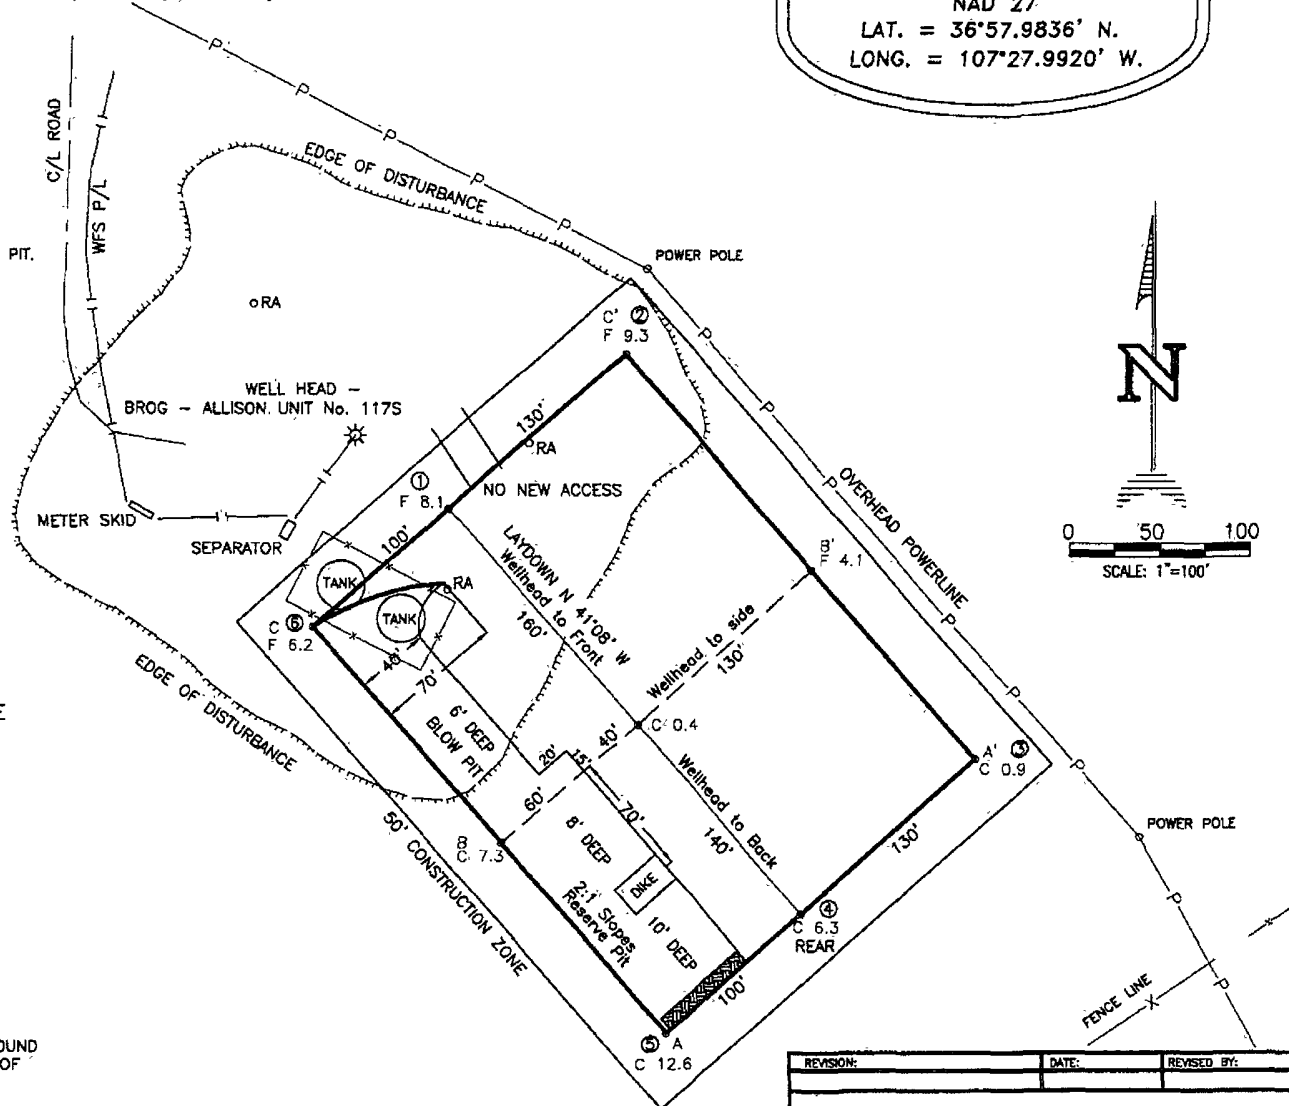 NAD 27
LAT. = 36°57.9836' N.
LONG. = 107°27.9920' W.
P P P P P
C/L ROAD
WFS P/L
EDGE OF DISTURBANCE
PIT.
RA
POWER POLE
C' ②
F 9.3
WELL HEAD –
BROG – ALLISON UNIT No. 117S
130'
RA
①
F 8.1
NO NEW ACCESS
METER SKID
SEPARATOR
100'
TANK
TANK
RA
C ⑥
F 6.2
LAYDOWN N 41°08' W
Wellhead to Front
160'
P P P P P
OVERHEAD POWERLINE
B'
F 4.1
N
0 50 100
SCALE: 1"=100'
Wellhead to side
130'
EDGE OF DISTURBANCE
70'
6' DEEP
BLOW PIT
C 0.4
40'
20'
15'
60'
70'
Wellhead to Back
140'
A' ③
C 0.9
P
POWER POLE
130'
50' CONSTRUCTION ZONE
B
C 7.3
8' DEEP
DIKE
2:1 Slopes
Reserve Pit
10' DEEP
④
C 6.3
REAR
100'
P
P
FENCE LINE
X
⑤ A
C 12.6
OUND
OF
REVISION: DATE: REVISED BY: